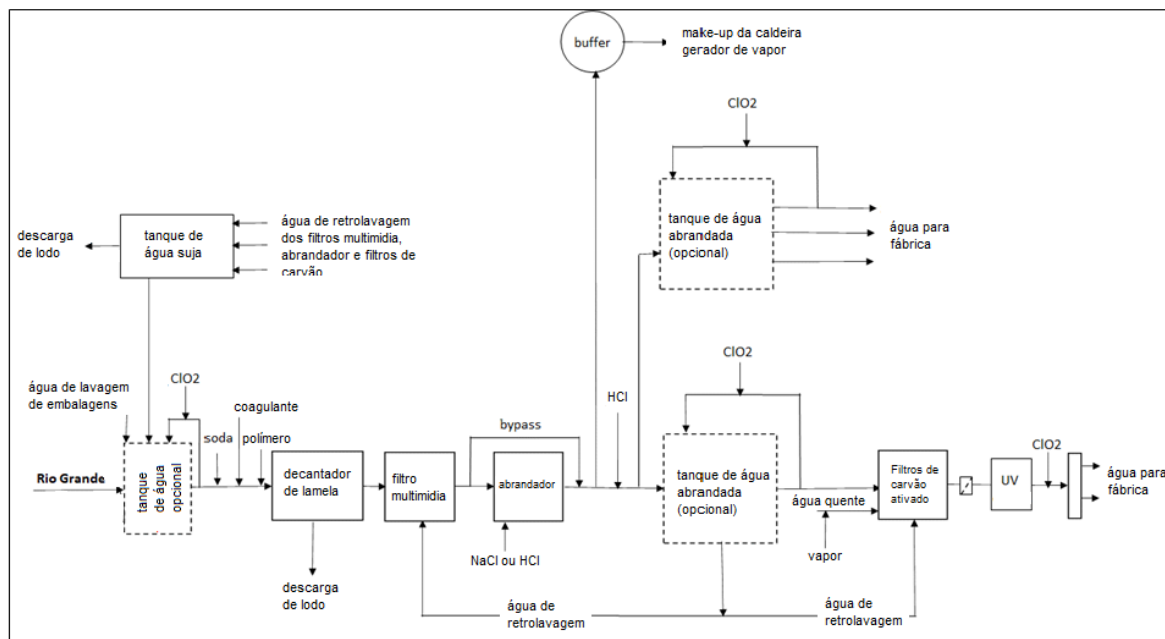 buffer
make-up da caldeira
gerador de vapor
ClO2
tanque de água
abrandada
(opcional)
água para
fábrica
descarga
de lodo
tanque de
água suja
água de retrolavagem
dos filtros multimidia,
abrandador e filtros de
carvão
água de lavagem
de embalagens
ClO2
soda
coagulante
polímero
Rio Grande
tanque
de água
opcional
decantador
de lamela
descarga
de lodo
filtro
multimidia
bypass
abrandador
NaCl ou HCl
HCl
ClO2
tanque de água
abrandada
(opcional)
água quente
vapor
Filtros de
carvão
ativado
UV
ClO2
água para
fábrica
água de
retrolavagem
água de
retrolavagem